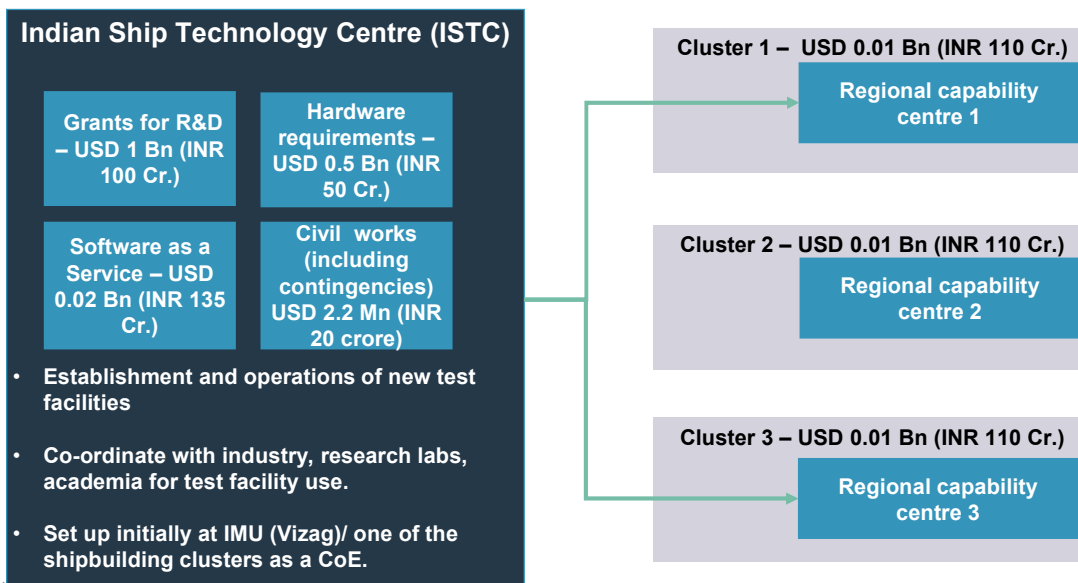 Indian Ship Technology Centre (ISTC)
Grants for R&D
– USD 1 Bn (INR
100 Cr.)
Hardware
requirements –
USD 0.5 Bn (INR
50 Cr.)
Software as a
Service – USD
0.02 Bn (INR 135
Cr.)
Civil works
(including
contingencies)
USD 2.2 Mn (INR
20 crore)
• Establishment and operations of new test
facilities
• Co-ordinate with industry, research labs,
academia for test facility use.
• Set up initially at IMU (Vizag)/ one of the
shipbuilding clusters as a CoE.
Cluster 1 – USD 0.01 Bn (INR 110 Cr.)
Regional capability
centre 1
Cluster 2 – USD 0.01 Bn (INR 110 Cr.)
Regional capability
centre 2
Cluster 3 – USD 0.01 Bn (INR 110 Cr.)
Regional capability
centre 3